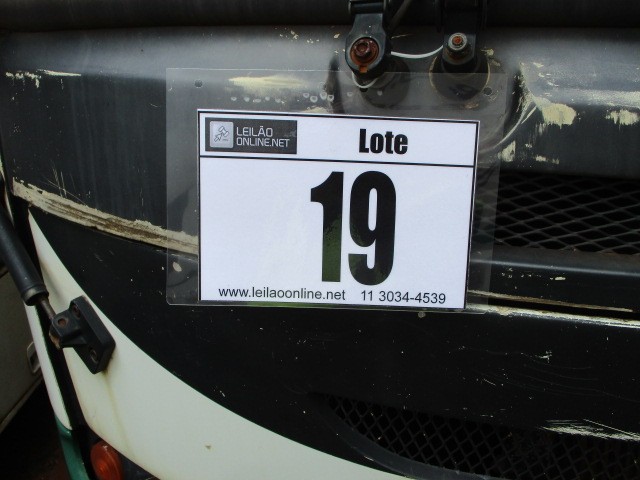 LEILÃO
ONLINE.NET
Lote
19
www.leilaoonline.net 11 3034-4539